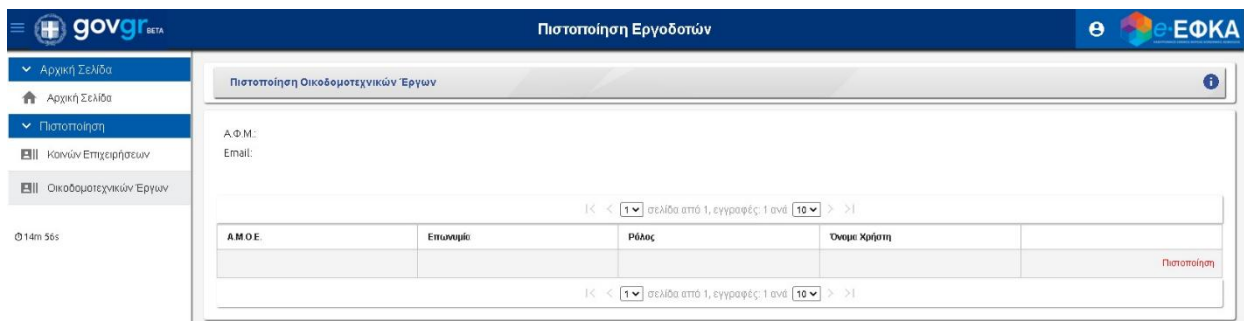 govgr BETA
Πιστοποίηση Εργοδοτών
e-ΕΦΚΑ
Αρχική Σελίδα
Αρχική Σελίδα
Πιστοποίηση
Κοινών Επιχειρήσεων
Οικοδομοτεχνικών Έργων
14m 56s
Πιστοποίηση Οικοδομοτεχνικών Έργων
Α.Φ.Μ.:
Email:
1 σελίδα από 1, εγγραφές: 1 ανά 10
Α.Μ.Ο.Ε. Επωνυμία Ρόλος Όνομα Χρήστη
Πιστοποίηση
1 σελίδα από 1, εγγραφές: 1 ανά 10